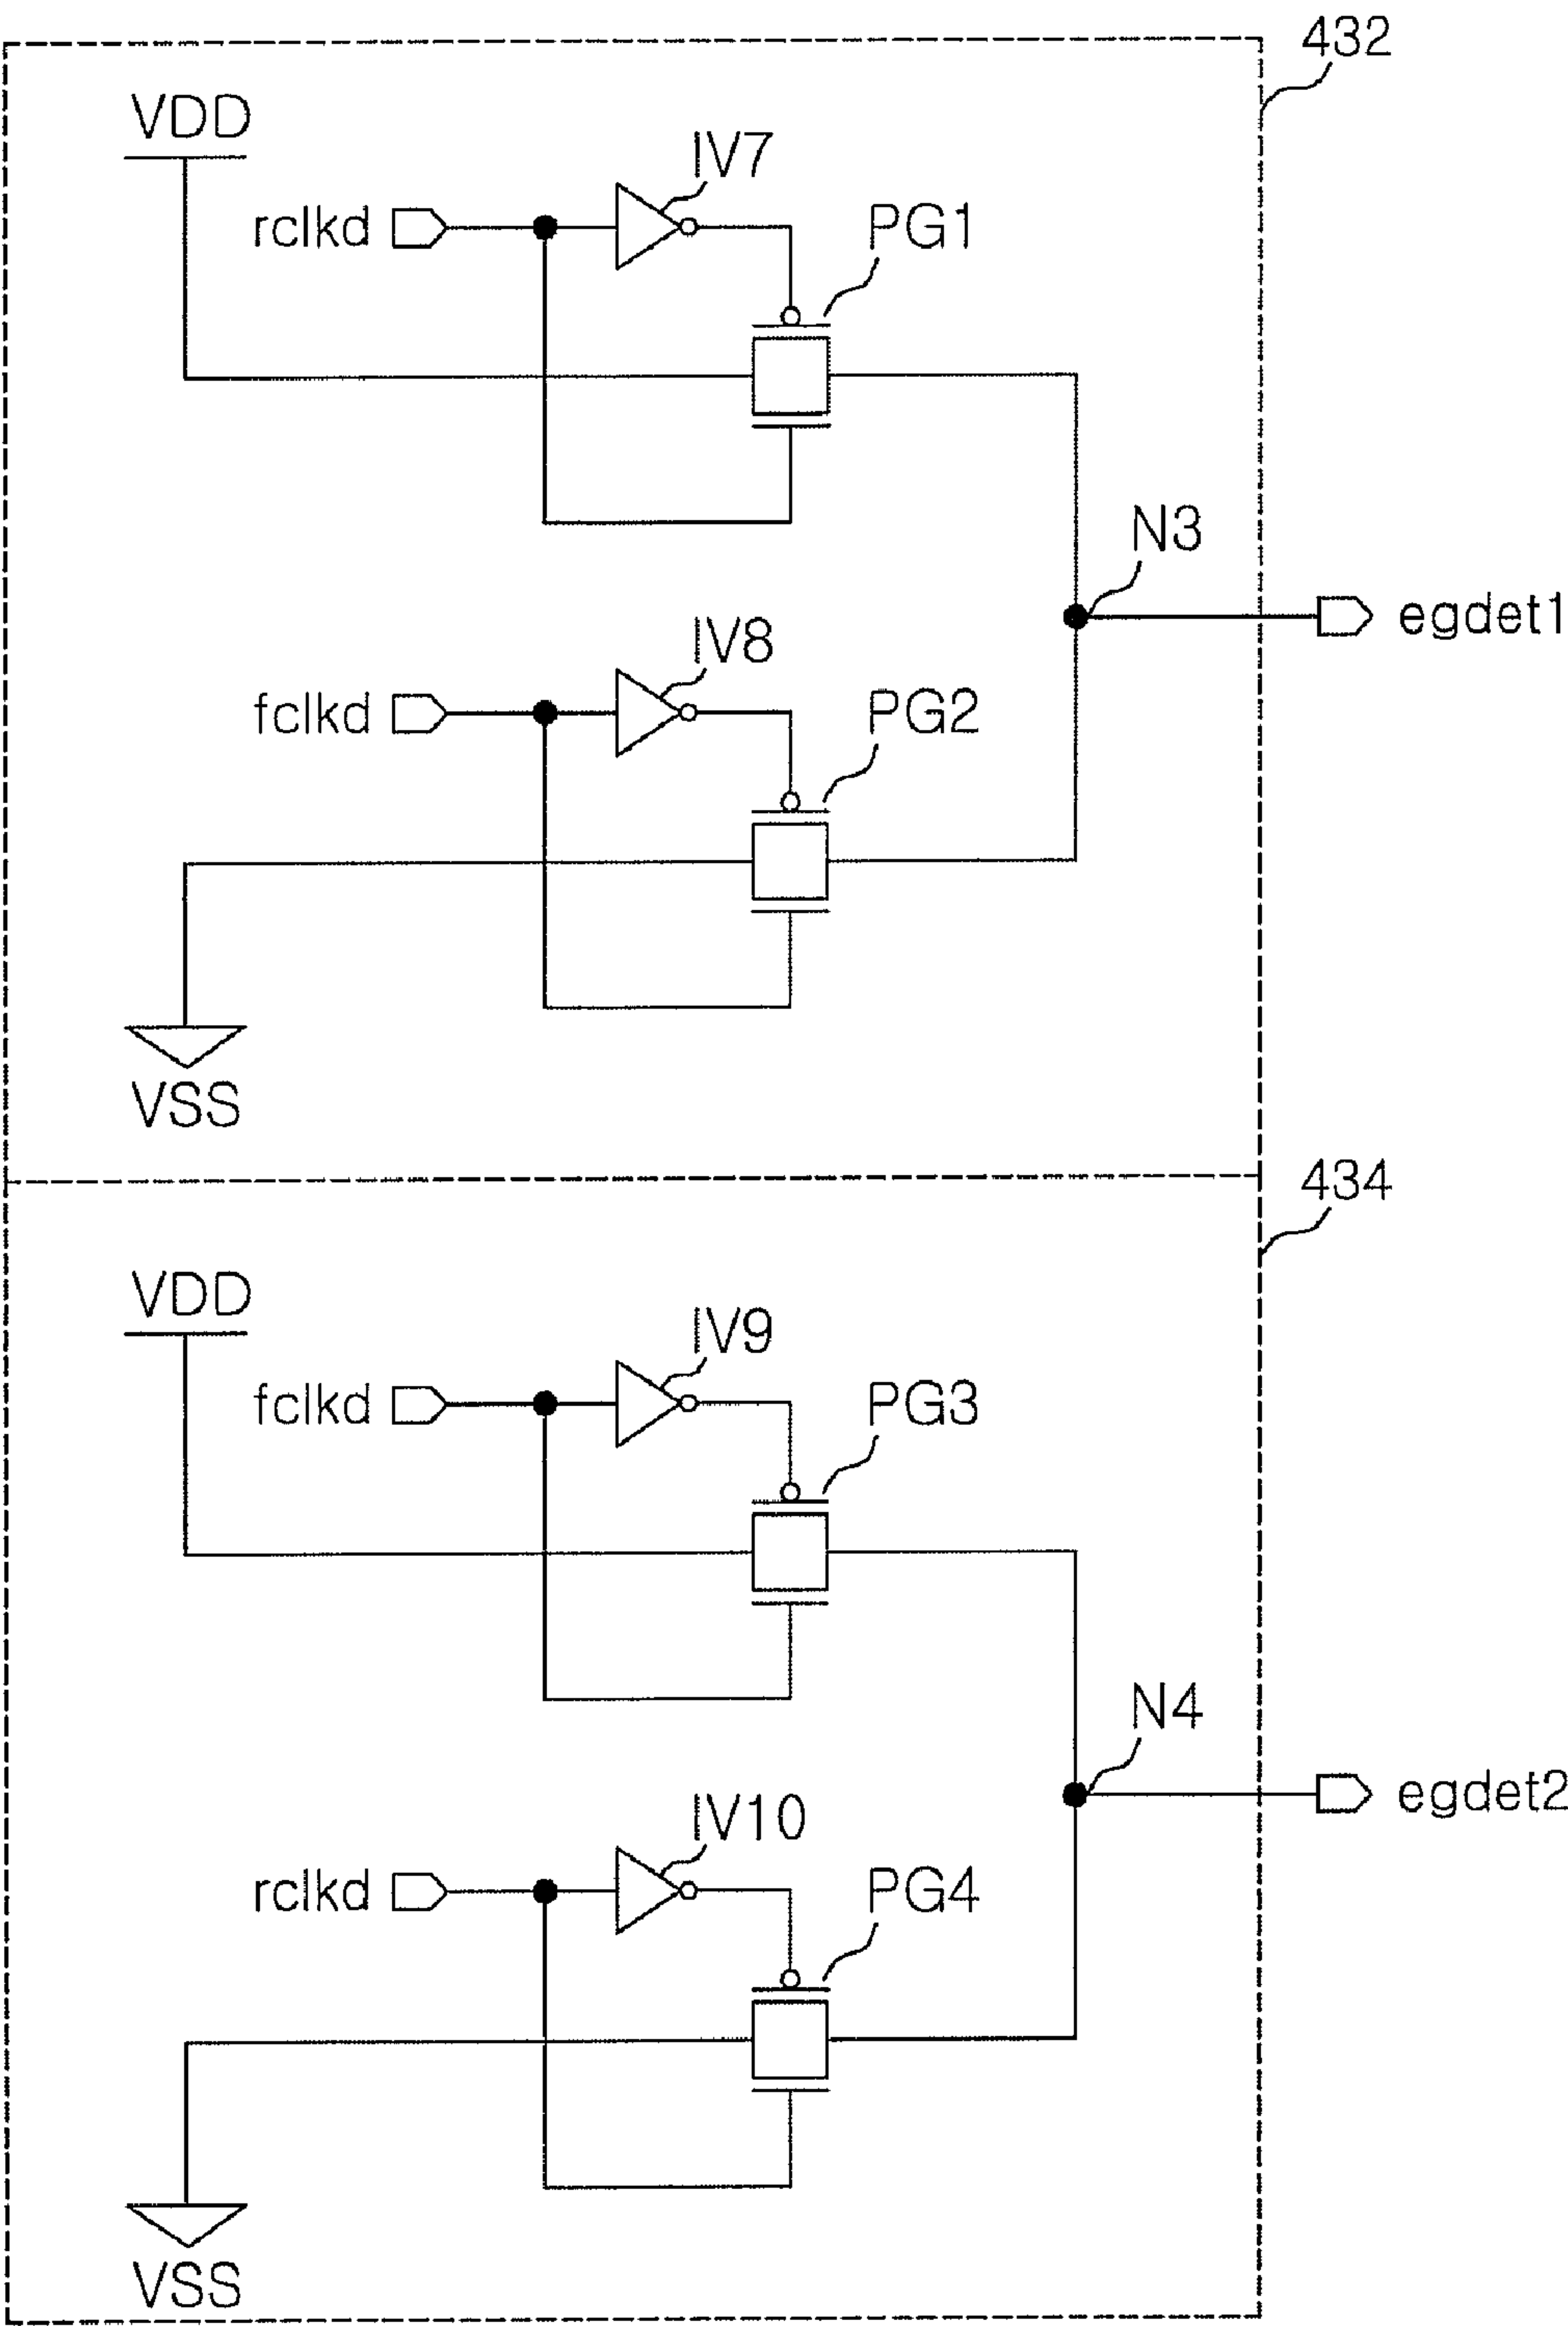 432
VDD
IV7
rclkd
PG1
N3
egdet1
IV8
fclkd
PG2
VSS
434
VDD
IV9
fclkd
PG3
N4
egdet2
IV10
rclkd
PG4
VSS